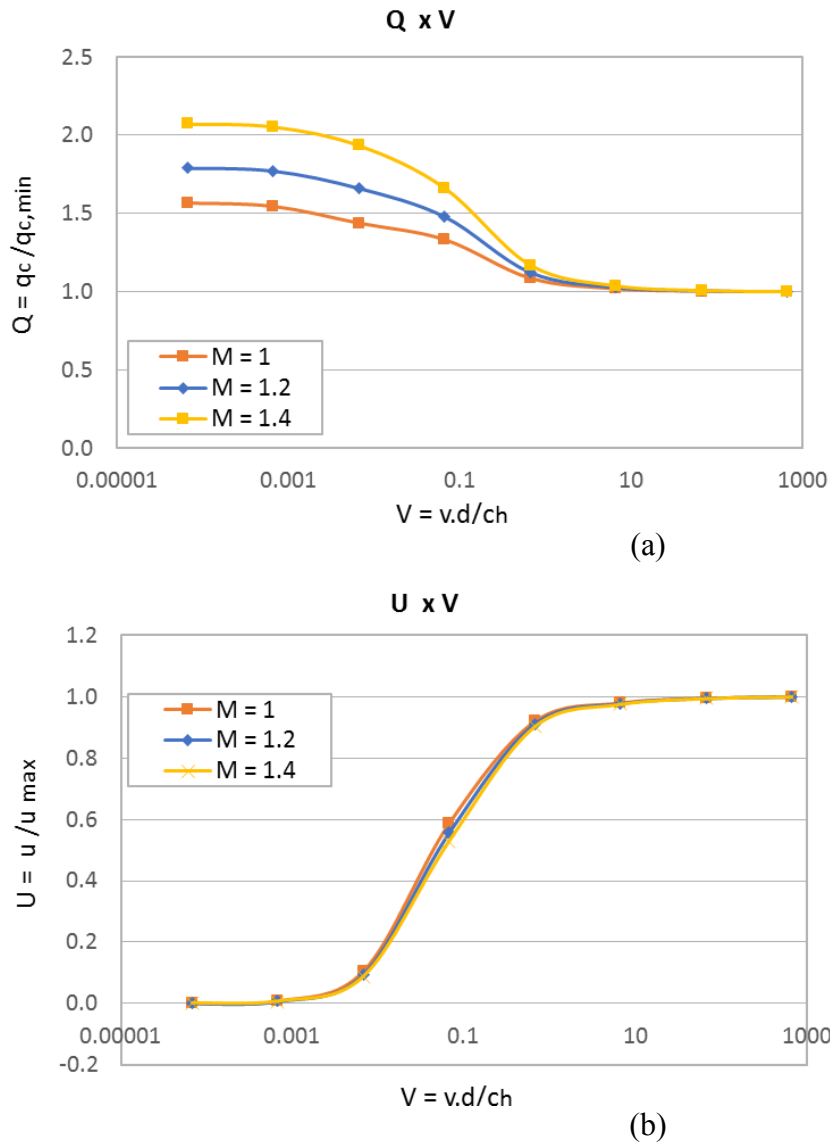 Q x V
2.5
2.0
1.5
1.0
0.5
0.0
Q = qc /qc,min
M = 1
M = 1.2
M = 1.4
0.00001 0.001 0.1 10 1000
V = v.d/ch
(a)
U x V
1.2
1.0
0.8
0.6
0.4
0.2
0.0
-0.2
U = u /u max
M = 1
M = 1.2
M = 1.4
0.00001 0.001 0.1 10 1000
V = v.d/ch
(b)